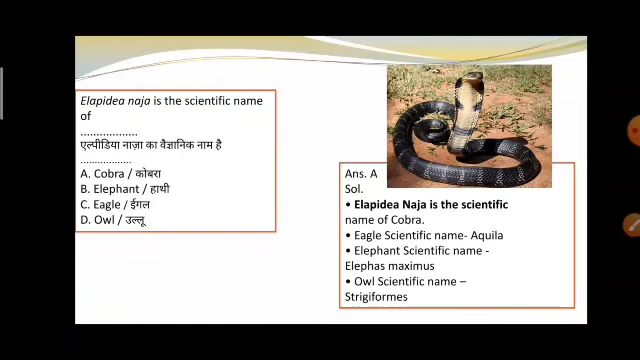 Elapidea naja is the scientific name
of
..................
एल्पीडिया नाज़ा का वैज्ञानिक नाम है
..................
A. Cobra / कोबरा
B. Elephant / हाथी
C. Eagle / ईगल
D. Owl / उल्लू
Ans. A
Sol.
• Elapidea Naja is the scientific
name of Cobra.
• Eagle Scientific name- Aquila
• Elephant Scientific name -
Elephas maximus
• Owl Scientific name –
Strigiformes